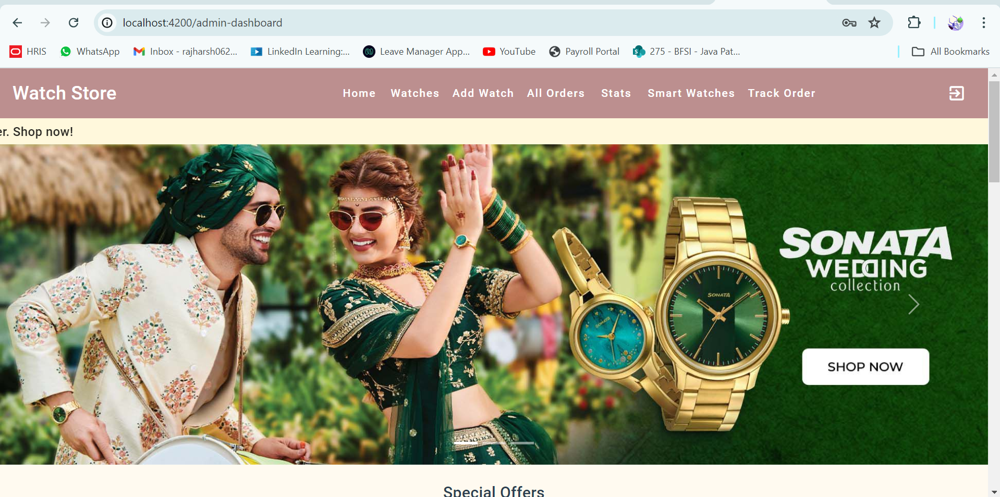 localhost:4200/admin-dashboard
HRIS WhatsApp Inbox - rajharsh062... LinkedIn Learning:... Leave Manager App... YouTube Payroll Portal 275 - BFSI - Java Pat... All Bookmarks
Watch Store Home Watches Add Watch All Orders Stats Smart Watches Track Order
er. Shop now!
SONATA
WEDDING
collection
SONATA
SONATA
SHOP NOW
Special Offers